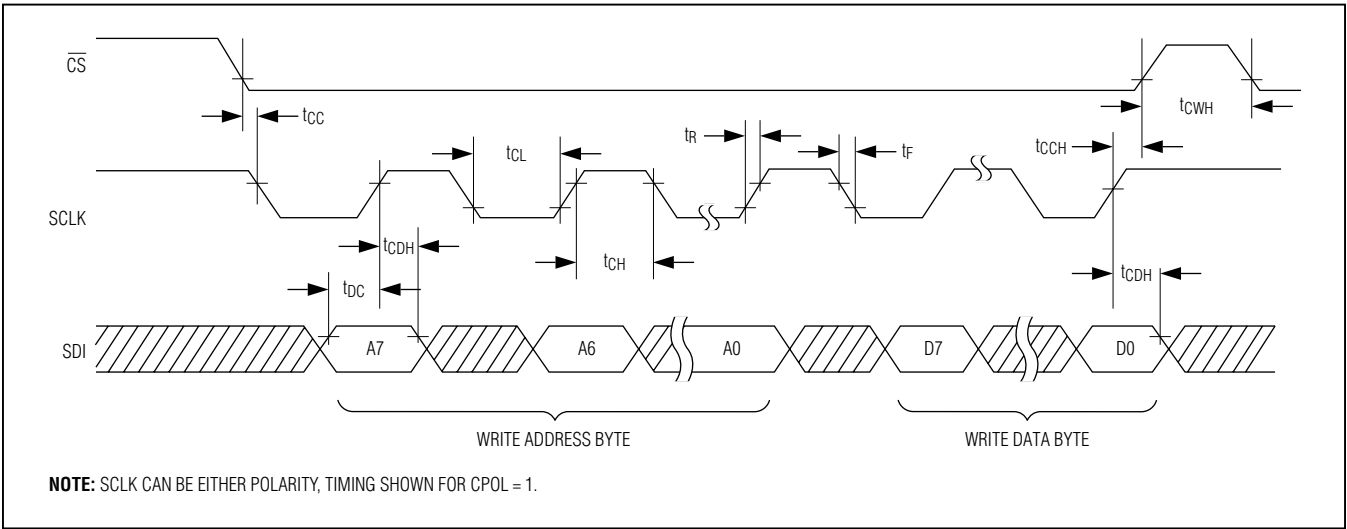 CS
tCC
tCWH
tR
tF
tCL
tCCH
SCLK
tCDH
tCH
tCDH
tDC
SDI
A7
A6
A0
D7
D0
WRITE ADDRESS BYTE
WRITE DATA BYTE
NOTE: SCLK CAN BE EITHER POLARITY, TIMING SHOWN FOR CPOL = 1.